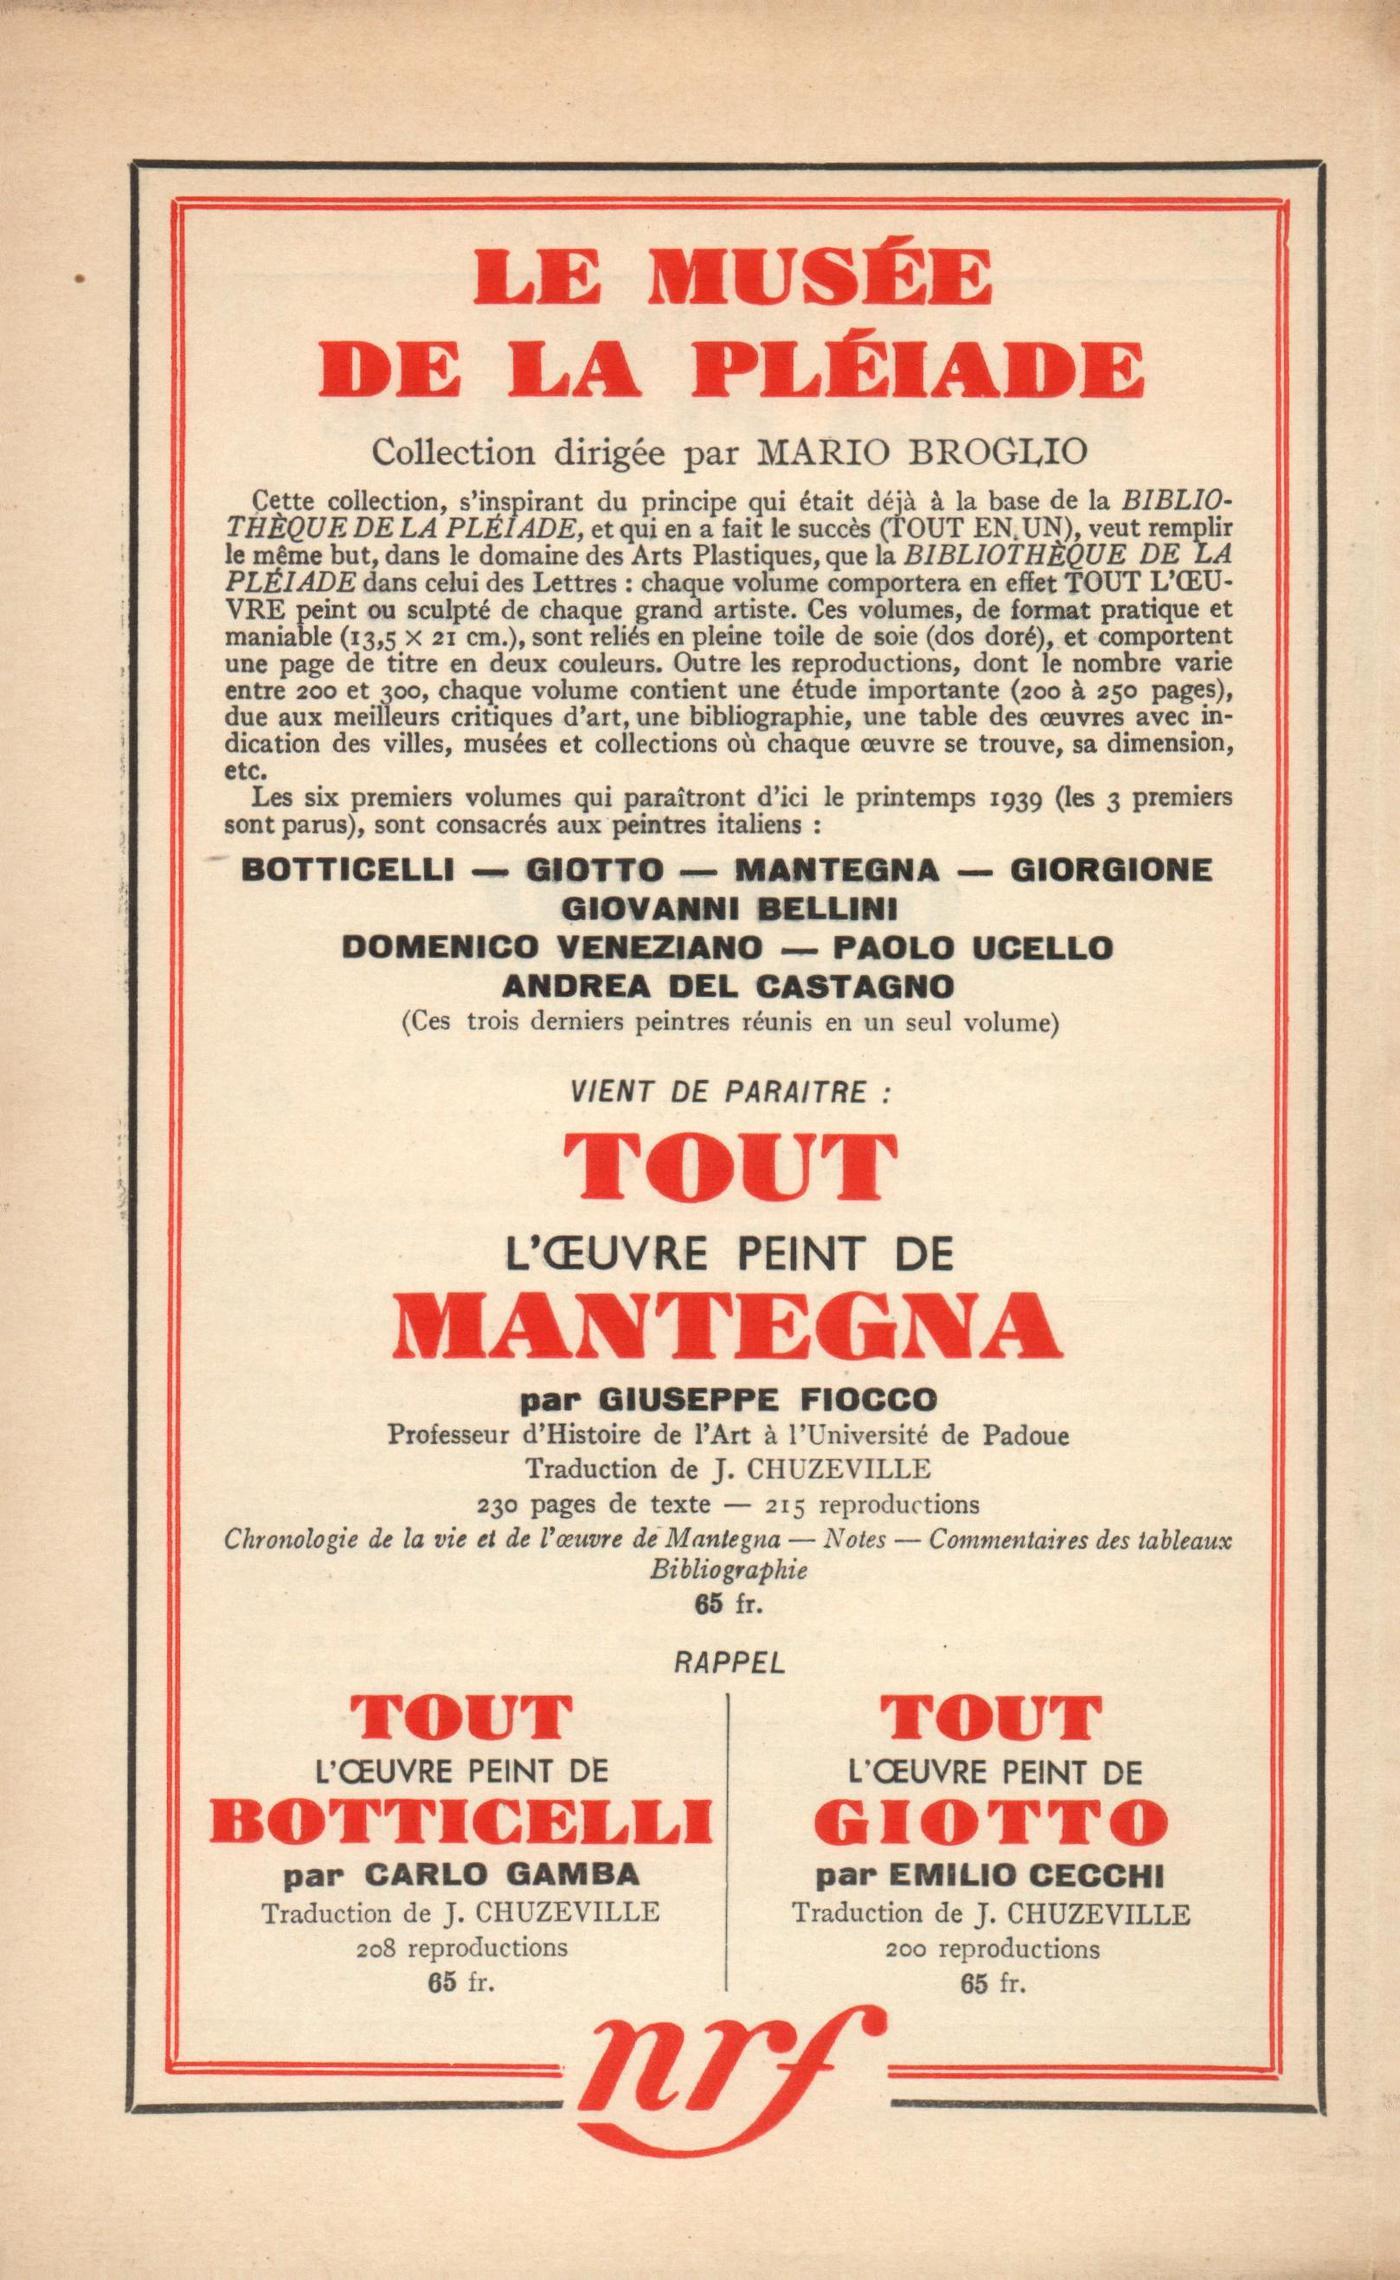 LE MUSÉE
DE LA PLÉIADE
Collection dirigée par MARIO BROGLIO
Cette collection, s'inspirant du principe qui était déjà à la base de la BIBLIO-
THÈQUE DE LA PLÉIADE, et qui en a fait le succès (TOUT EN UN), veut remplir
le même but, dans le domaine des Arts Plastiques, que la BIBLIOTHÈQUE DE LA
PLÉIADE dans celui des Lettres : chaque volume comportera en effet TOUT L'ŒU-
VRE peint ou sculpté de chaque grand artiste. Ces volumes, de format pratique et
maniable (13,5 × 21 cm.), sont reliés en pleine toile de soie (dos doré), et comportent
une page de titre en deux couleurs. Outre les reproductions, dont le nombre varie
entre 200 et 300, chaque volume contient une étude importante (200 à 250 pages),
due aux meilleurs critiques d'art, une bibliographie, une table des œuvres avec in-
dication des villes, musées et collections où chaque œuvre se trouve, sa dimension,
etc.
Les six premiers volumes qui paraîtront d'ici le printemps 1939 (les 3 premiers
sont parus), sont consacrés aux peintres italiens :
BOTTICELLI — GIOTTO — MANTEGNA — GIORGIONE
GIOVANNI BELLINI
DOMENICO VENEZIANO — PAOLO UCELLO
ANDREA DEL CASTAGNO
(Ces trois derniers peintres réunis en un seul volume)
VIENT DE PARAITRE :
TOUT
L'ŒUVRE PEINT DE
MANTEGNA
par GIUSEPPE FIOCCO
Professeur d'Histoire de l'Art à l'Université de Padoue
Traduction de J. CHUZEVILLE
230 pages de texte — 215 reproductions
Chronologie de la vie et de l'œuvre de Mantegna — Notes — Commentaires des tableaux
Bibliographie
65 fr.
RAPPEL
TOUT
L'ŒUVRE PEINT DE
BOTTICELLI
par CARLO GAMBA
Traduction de J. CHUZEVILLE
208 reproductions
65 fr.
TOUT
L'ŒUVRE PEINT DE
GIOTTO
par EMILIO CECCHI
Traduction de J. CHUZEVILLE
200 reproductions
65 fr.
nrf